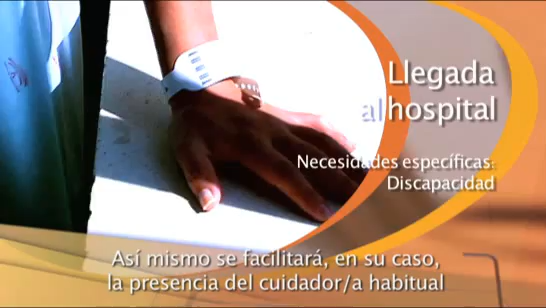 Llegada
al hospital
Necesidades específicas:
Discapacidad
Así mismo se facilitará, en su caso,
la presencia del cuidador/a habitual